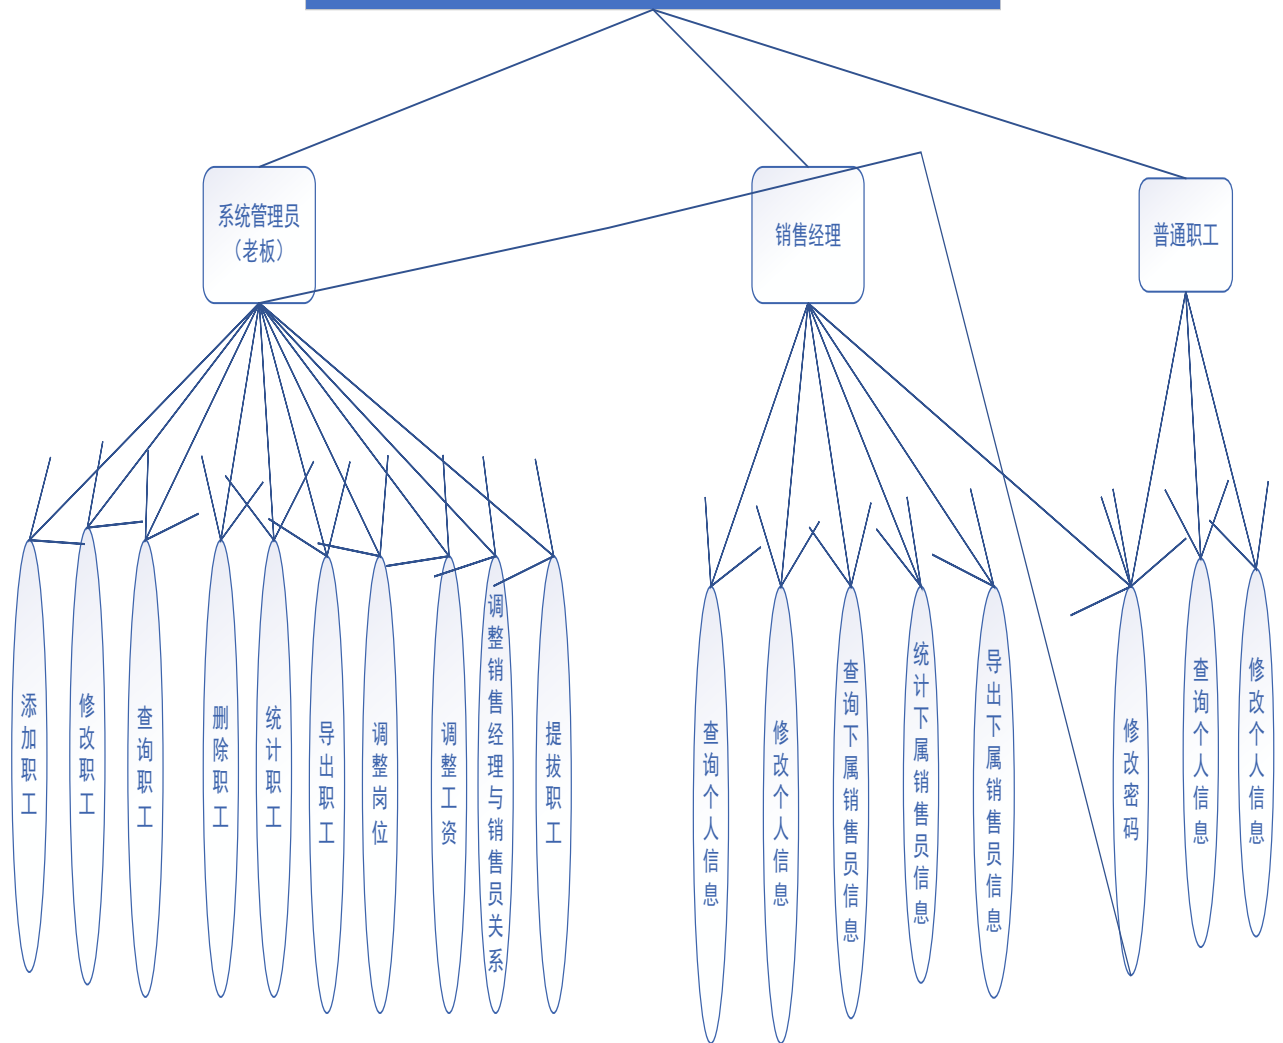 系统管理员
（老板）
销售经理
普通职工
添加职工
修改职工
查询职工
删除职工
统计职工
导出职工
调整岗位
调整工资
调整销售经理与销售员关系
提拔职工
查询个人信息
修改个人信息
查询下属销售员信息
统计下属销售员信息
导出下属销售员信息
修改密码
查询个人信息
修改个人信息